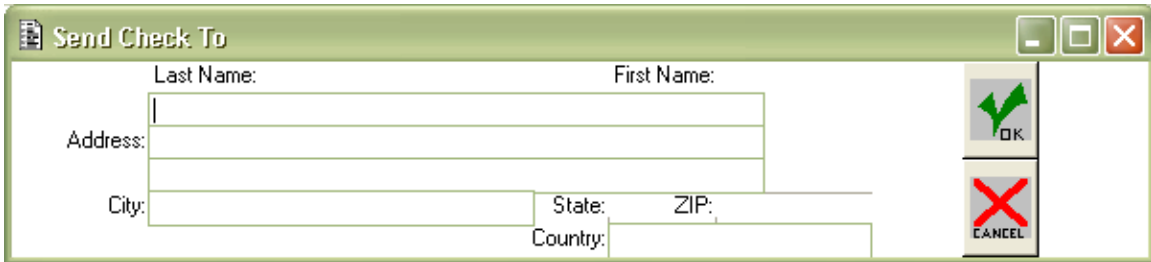 Send Check To
Last Name: First Name:
OK
Address:
City: State: ZIP:
Country:
CANCEL